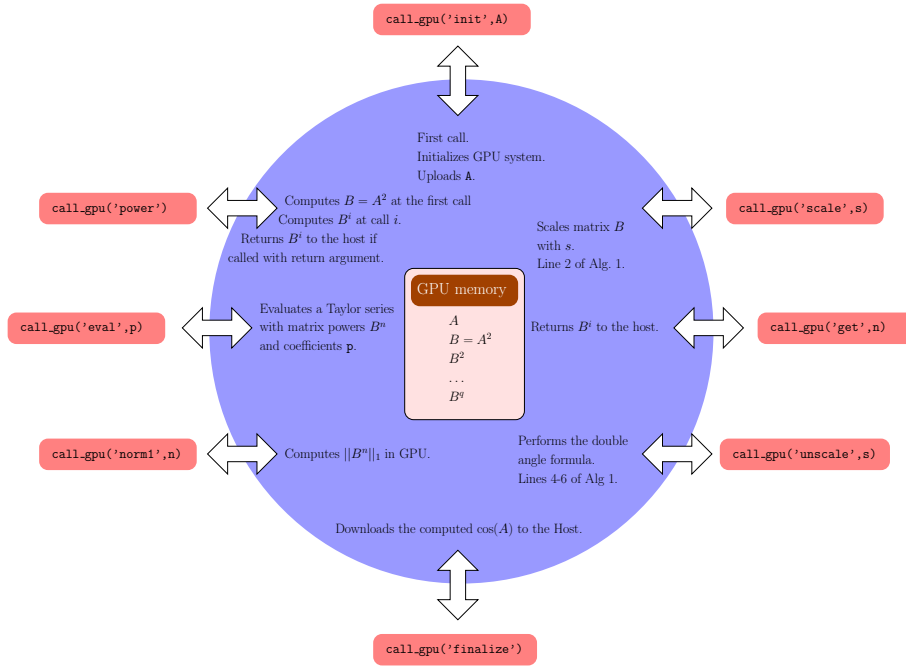 call_gpu('init',A)
First call.
Initializes GPU system.
Uploads A.
call_gpu('power')
Computes B = A² at the first call
Computes Bⁱ at call i.
Returns Bⁱ to the host if
called with return argument.
call_gpu('scale',s)
Scales matrix B
with s.
Line 2 of Alg. 1.
call_gpu('eval',p)
Evaluates a Taylor series
with matrix powers Bⁿ
and coefficients p.
GPU memory
A
B = A²
B²
...
B^q
Returns Bⁱ to the host.
call_gpu('get',n)
call_gpu('norm1',n)
Computes ||Bⁿ||₁ in GPU.
Performs the double
angle formula.
Lines 4-6 of Alg 1.
call_gpu('unscale',s)
Downloads the computed cos(A) to the Host.
call_gpu('finalize')